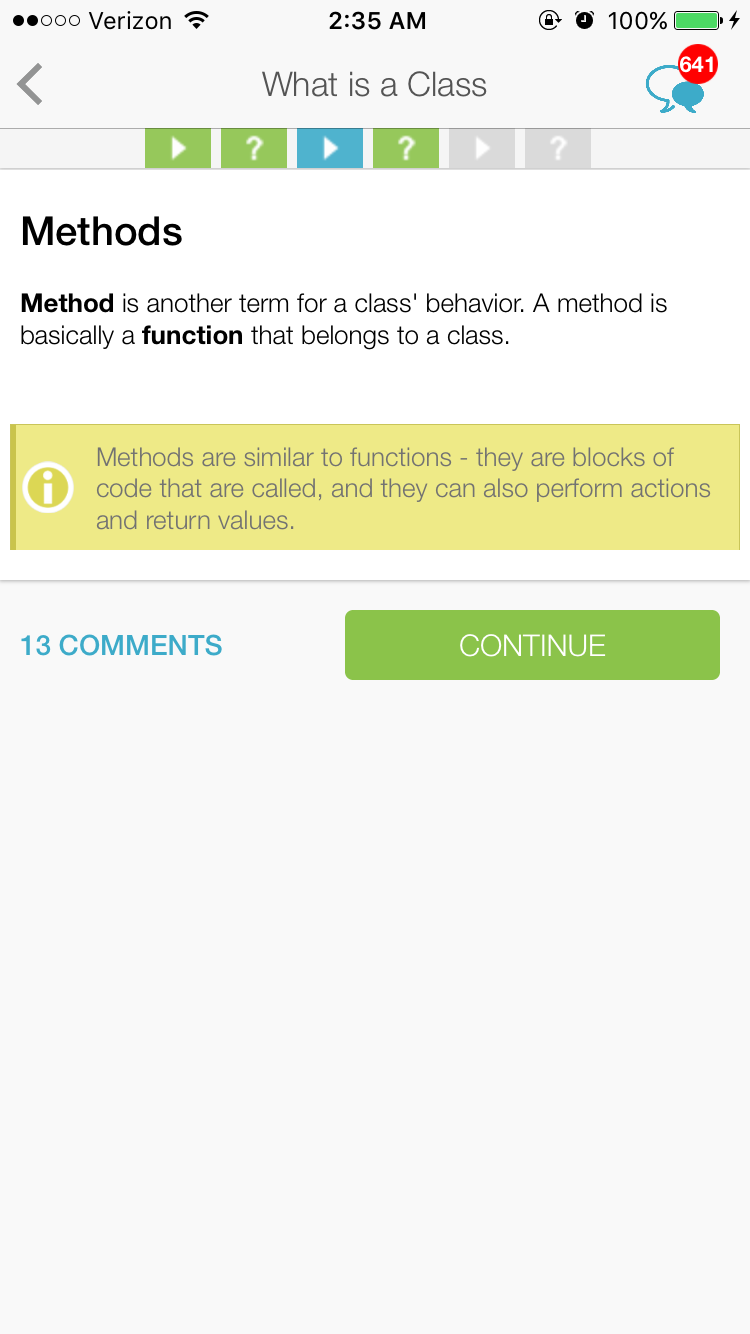 Verizon 2:35 AM 100%
What is a Class
641
? ? ?
Methods
Method is another term for a class' behavior. A method is
basically a function that belongs to a class.
i
Methods are similar to functions - they are blocks of
code that are called, and they can also perform actions
and return values.
13 COMMENTS
CONTINUE